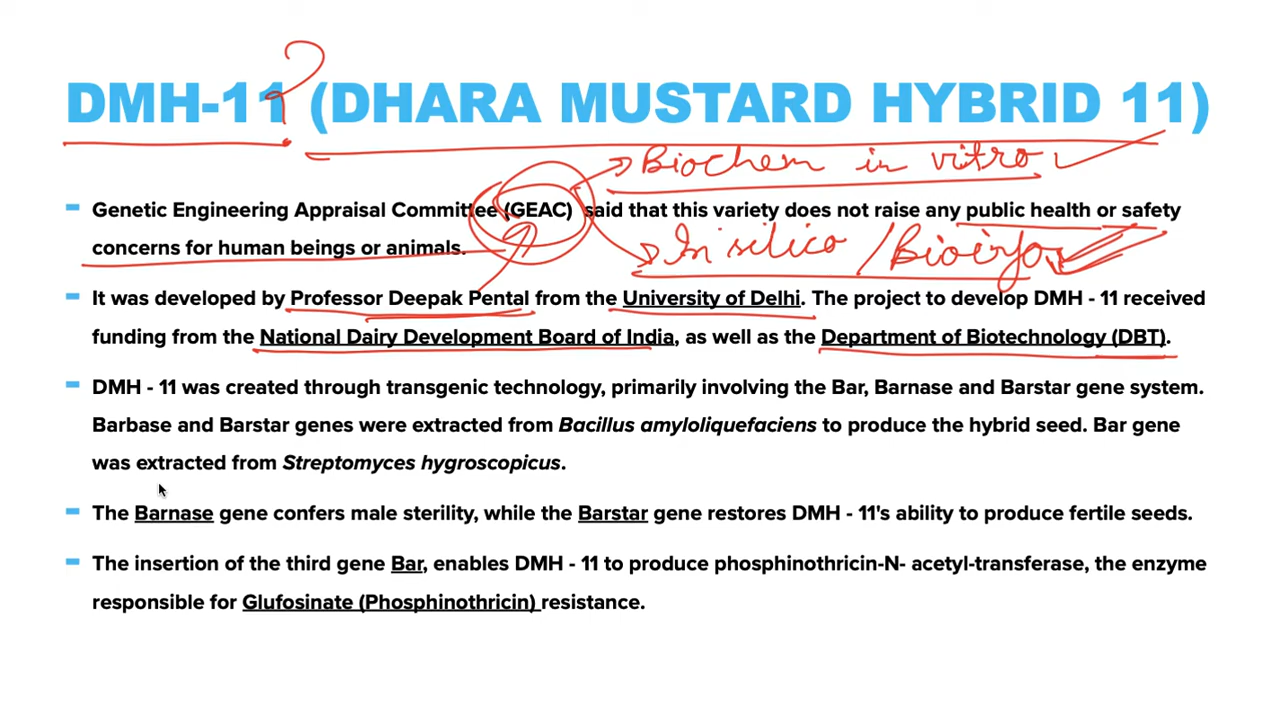 DMH-11 ? (DHARA MUSTARD HYBRID 11)
→ Biochem in vitro ✓
- Genetic Engineering Appraisal Committee (GEAC) said that this variety does not raise any public health or safety
concerns for human beings or animals.
→ In silico / Bioinfo ✓
- It was developed by Professor Deepak Pental from the University of Delhi. The project to develop DMH - 11 received
funding from the National Dairy Development Board of India, as well as the Department of Biotechnology (DBT).
- DMH - 11 was created through transgenic technology, primarily involving the Bar, Barnase and Barstar gene system.
Barbase and Barstar genes were extracted from Bacillus amyloliquefaciens to produce the hybrid seed. Bar gene
was extracted from Streptomyces hygroscopicus.
- The Barnase gene confers male sterility, while the Barstar gene restores DMH - 11's ability to produce fertile seeds.
- The insertion of the third gene Bar, enables DMH - 11 to produce phosphinothricin-N- acetyl-transferase, the enzyme
responsible for Glufosinate (Phosphinothricin) resistance.